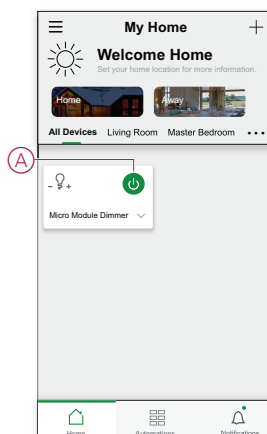 My Home
Welcome Home
Set your home location for more information.
Home Away
All Devices Living Room Master Bedroom
A
Micro Module Dimmer
Home Automations Notifications